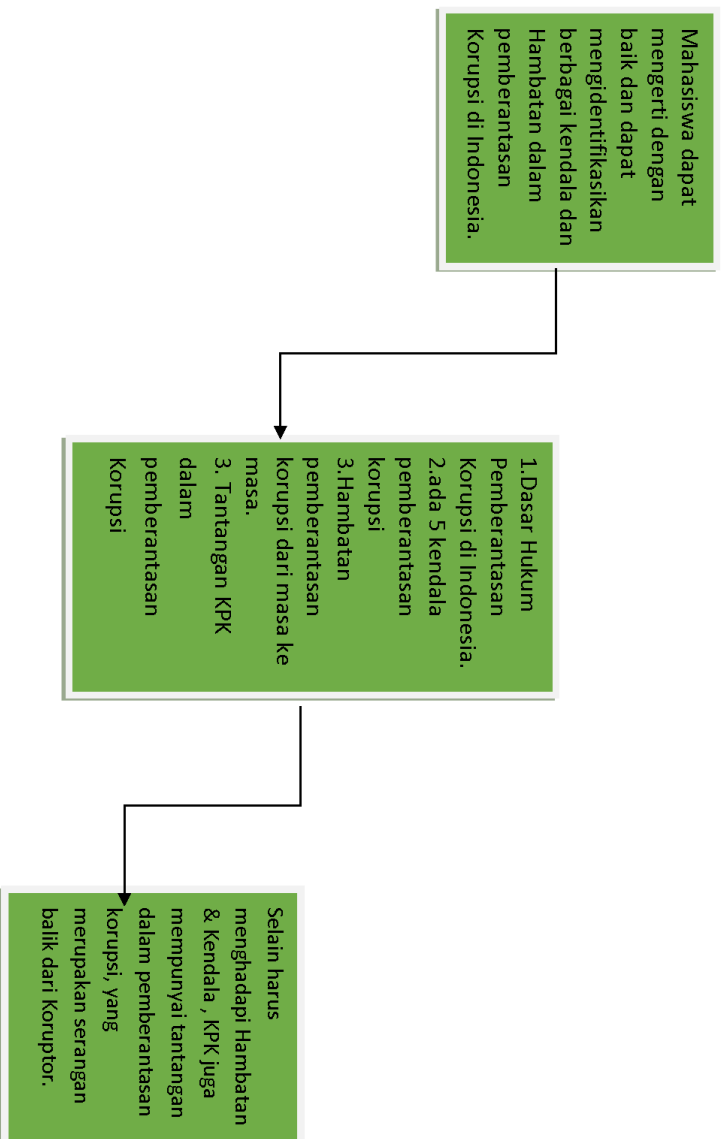 Mahasiswa dapat
mengerti dengan
baik dan dapat
mengidentifikasikan
berbagai kendala dan
Hambatan dalam
pemberantasan
Korupsi di Indonesia.
1.Dasar Hukum
Pemberantasan
Korupsi di Indonesia.
2.ada 5 kendala
pemberantasan
korupsi
3.Hambatan
pemberantasan
korupsi dari masa ke
masa.
3. Tantangan KPK
dalam
pemberantasan
Korupsi
Selain harus
menghadapi Hambatan
& Kendala , KPK juga
mempunyai tantangan
dalam pemberantasan
korupsi, yang
merupakan serangan
balik dari Koruptor.